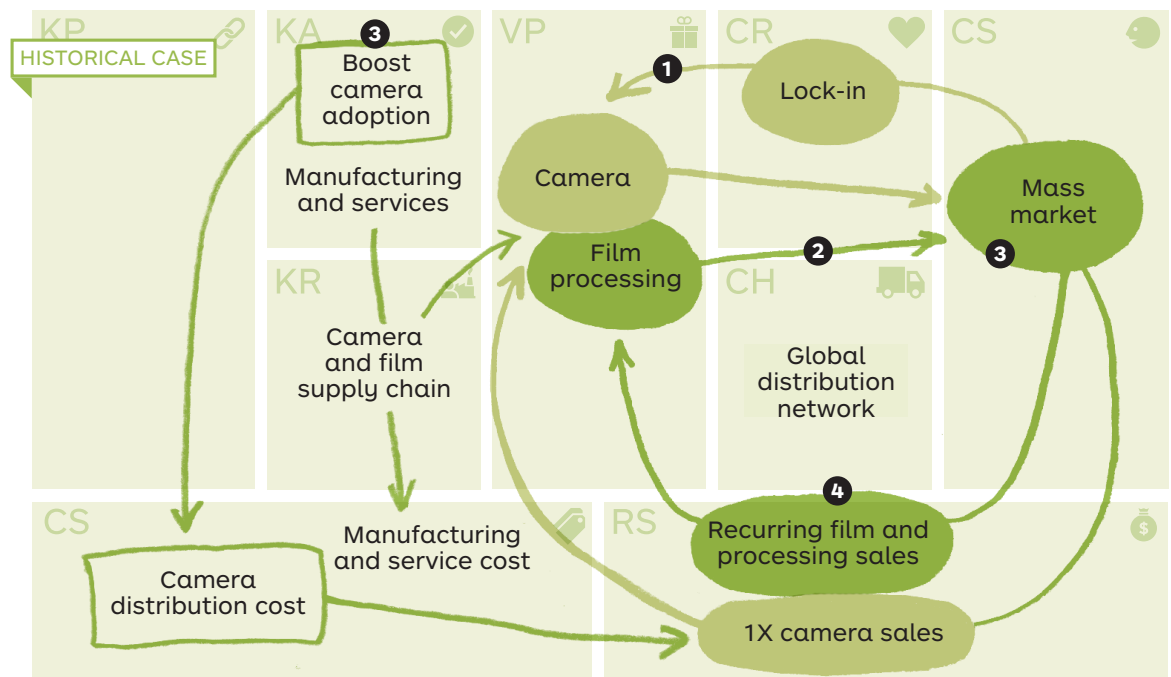 KP
HISTORICAL CASE
KA
3
Boost
camera
adoption
Manufacturing
and services
KR
Camera
and film
supply chain
VP
Camera
Film
processing
CR
1
Lock-in
2
CH
Global
distribution
network
CS
Mass
market
3
CS
Manufacturing
and service cost
Camera
distribution cost
RS
4
Recurring film and
processing sales
1X camera sales
$